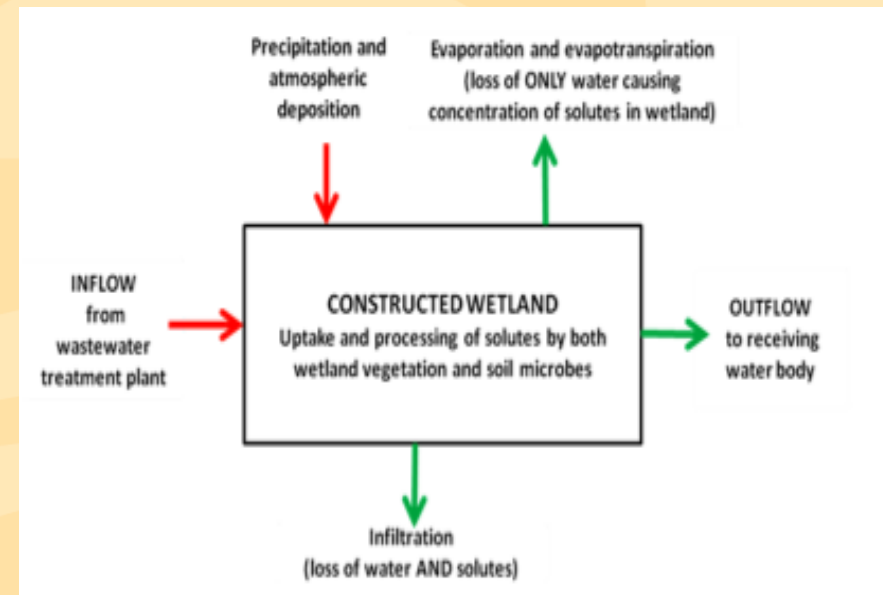 Precipitation and
atmospheric
deposition
Evaporation and evapotranspiration
(loss of ONLY water causing
concentration of solutes in wetland)
INFLOW
from
wastewater
treatment plant
CONSTRUCTED WETLAND
Uptake and processing of solutes by both
wetland vegetation and soil microbes
OUTFLOW
to receiving
water body
Infiltration
(loss of water AND solutes)